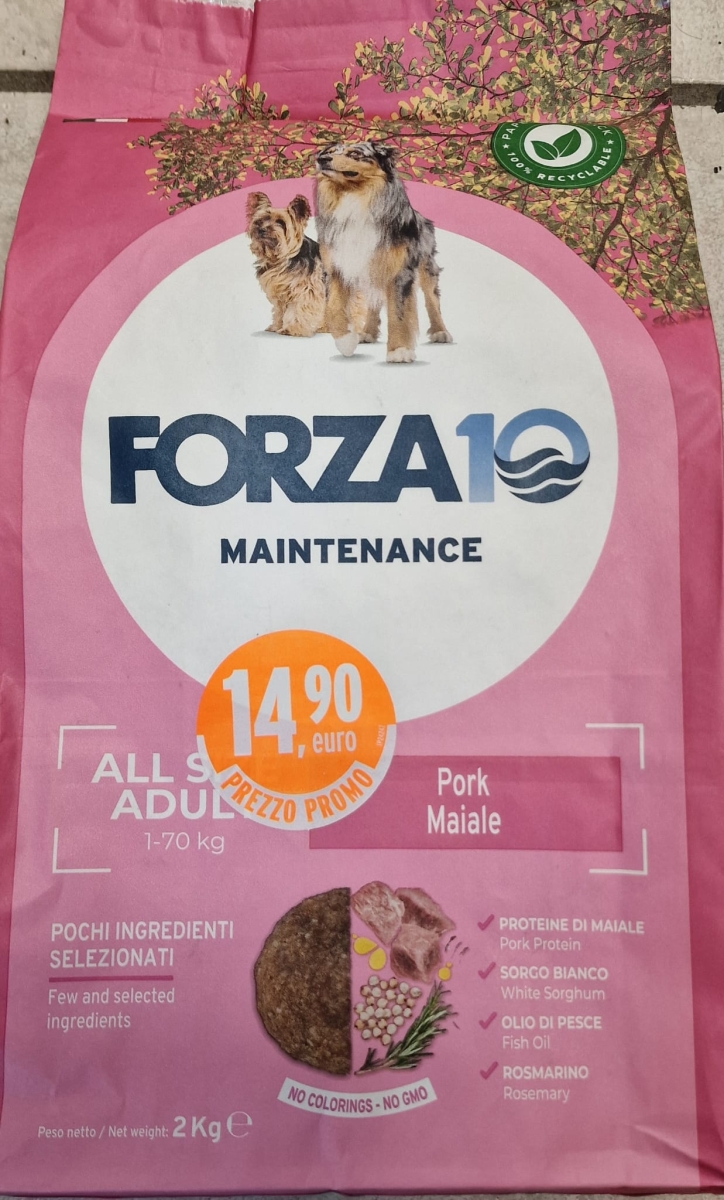 100% RECYCLABLE
FORZA10
MAINTENANCE
14,90
euro
PREZZO PROMO
ALL
ADUL
1-70 kg
Pork
Maiale
POCHI INGREDIENTI
SELEZIONATI
Few and selected
ingredients
PROTEINE DI MAIALE
Pork Protein
SORGO BIANCO
White Sorghum
OLIO DI PESCE
Fish Oil
ROSMARINO
Rosemary
NO COLORINGS - NO GMO
Peso netto / Net weight: 2Kg ℮